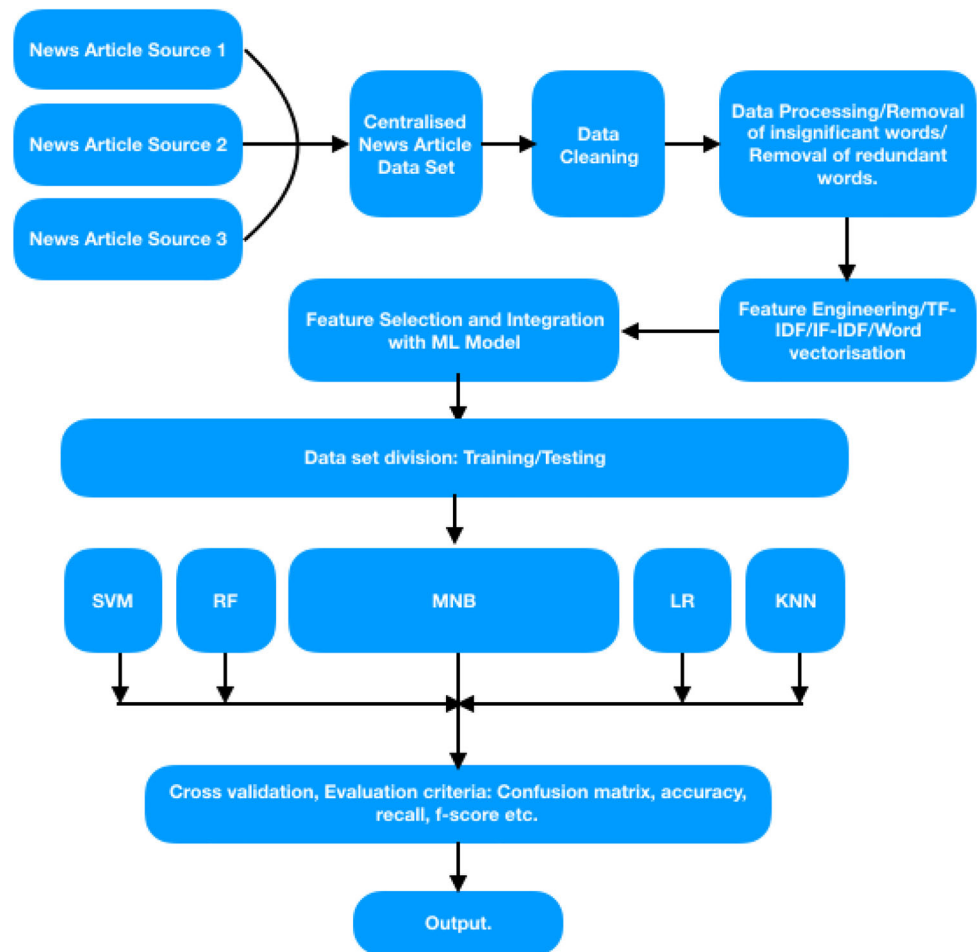 News Article Source 1
News Article Source 2
News Article Source 3
Centralised
News Article
Data Set
Data
Cleaning
Data Processing/Removal
of insignificant words/
Removal of redundant
words.
Feature Engineering/TF-
IDF/IF-IDF/Word
vectorisation
Feature Selection and Integration
with ML Model
Data set division: Training/Testing
SVM
RF
MNB
LR
KNN
Cross validation, Evaluation criteria: Confusion matrix, accuracy,
recall, f-score etc.
Output.